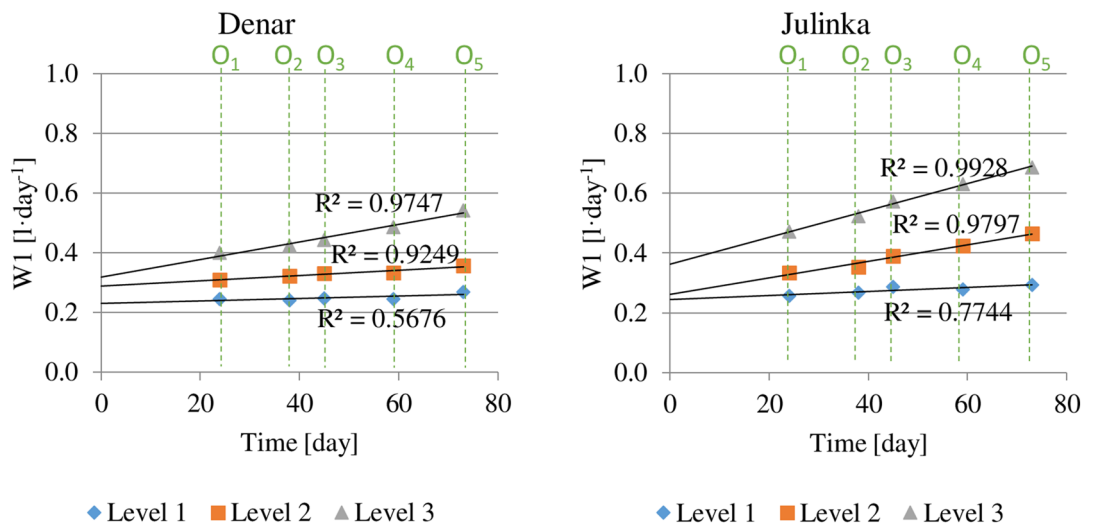 Denar
O₁ O₂ O₃ O₄ O₅
1.0
0.8
0.6
0.4
0.2
0.0
W1 [l·day⁻¹]
R² = 0.9747
R² = 0.9249
R² = 0.5676
0 20 40 60 80
Time [day]
Level 1 Level 2 Level 3
Julinka
O₁ O₂ O₃ O₄ O₅
1.0
0.8
0.6
0.4
0.2
0.0
W1 [l·day⁻¹]
R² = 0.9928
R² = 0.9797
R² = 0.7744
0 20 40 60 80
Time [day]
Level 1 Level 2 Level 3